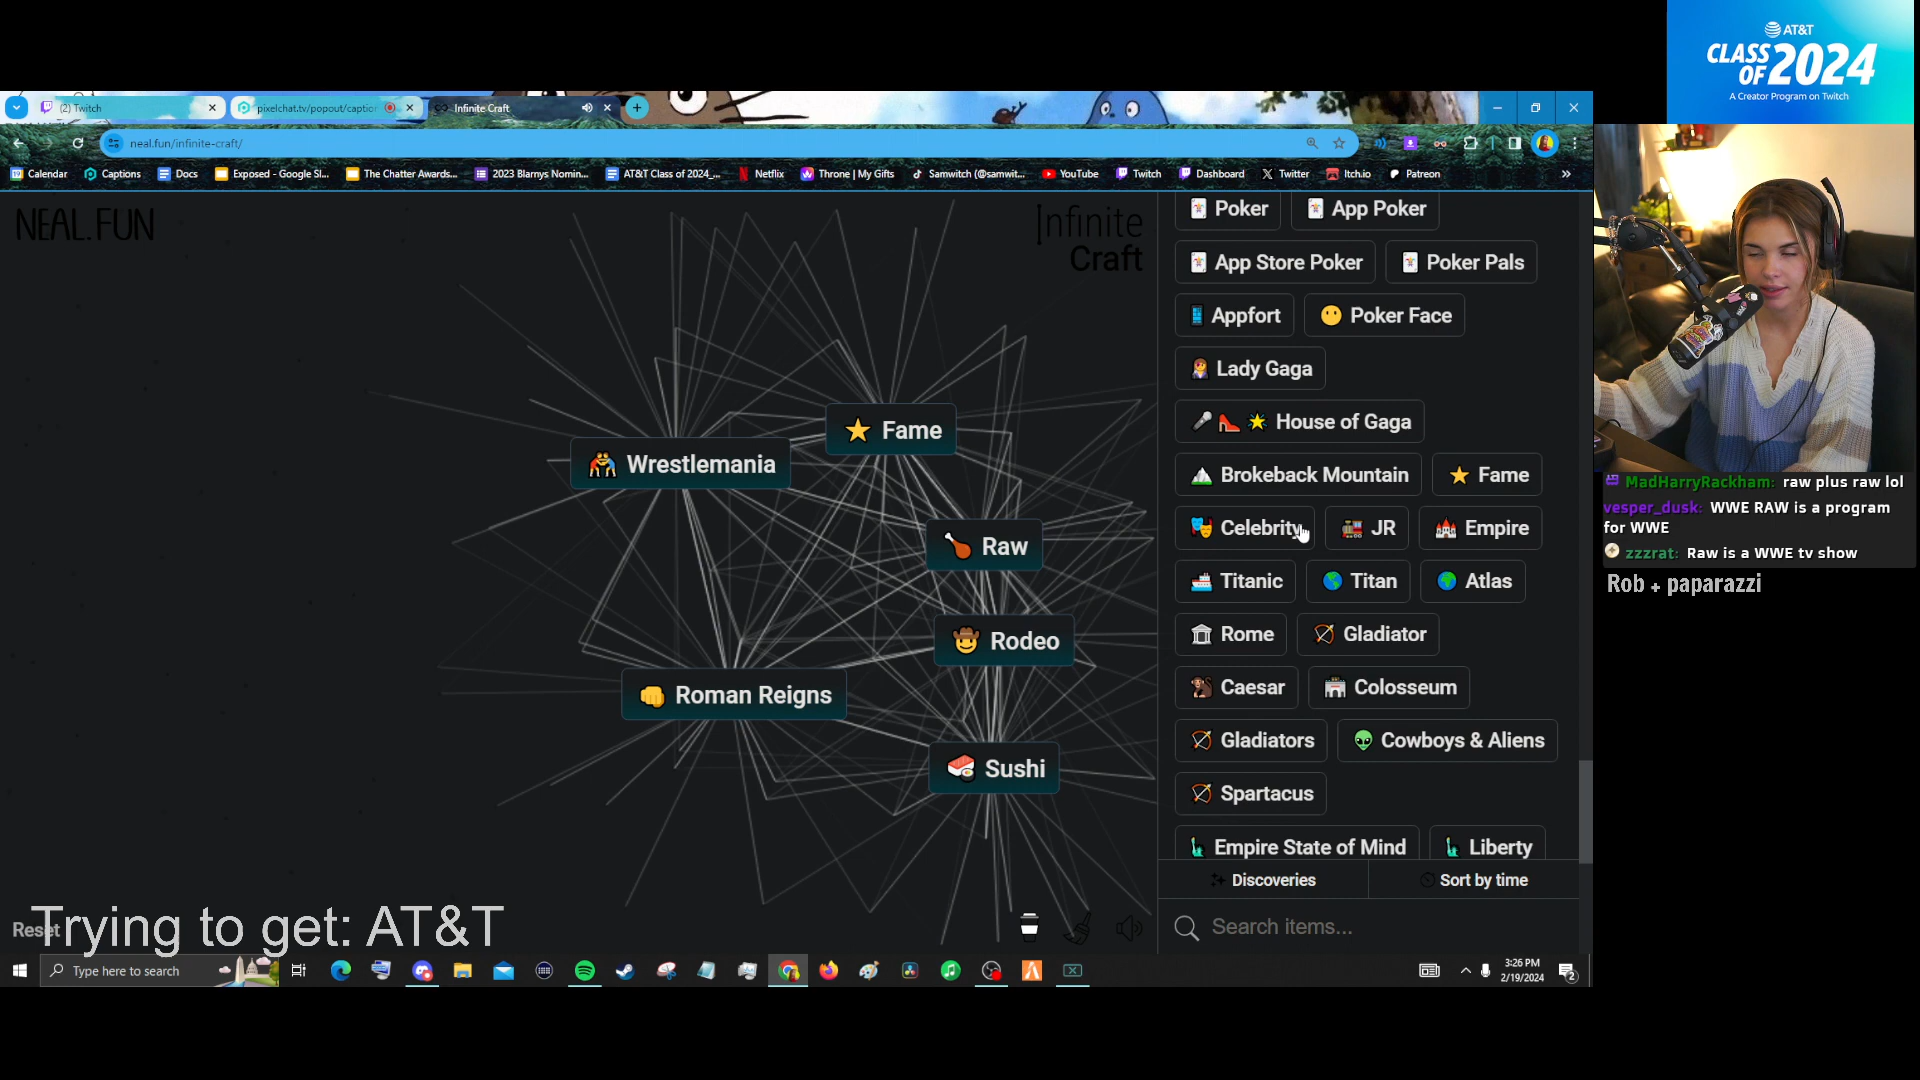 AT&T
CLASS
OF 2024
A Creator Program on Twitch
(2) Twitch
pixelchat.tv/popout/caption
Infinite Craft
neal.fun/infinite-craft/
Calendar
Captions
Docs
Exposed - Google Sl...
The Chatter Awards...
2023 Blarnys Nomin...
AT&T Class of 2024_...
Netflix
Throne | My Gifts
Samwitch (@samwit...
YouTube
Twitch
Dashboard
Twitter
Itch.io
Patreon
NEAL.FUN
Infinite
Craft
Poker
App Poker
App Store Poker
Poker Pals
Appfort
Poker Face
Lady Gaga
House of Gaga
Brokeback Mountain
Fame
Celebrity
JR
Empire
Titanic
Titan
Atlas
Rome
Gladiator
Caesar
Colosseum
Gladiators
Cowboys & Aliens
Spartacus
Empire State of Mind
Liberty
Discoveries
Sort by time
Search items...
Fame
Wrestlemania
Raw
Rodeo
Roman Reigns
Sushi
Reset
Trying to get: AT&T
MadHarryRackham: raw plus raw lol
vesper_dusk: WWE RAW is a program
for WWE
zzzrat: Raw is a WWE tv show
Rob + paparazzi
Type here to search
3:26 PM
2/19/2024
2